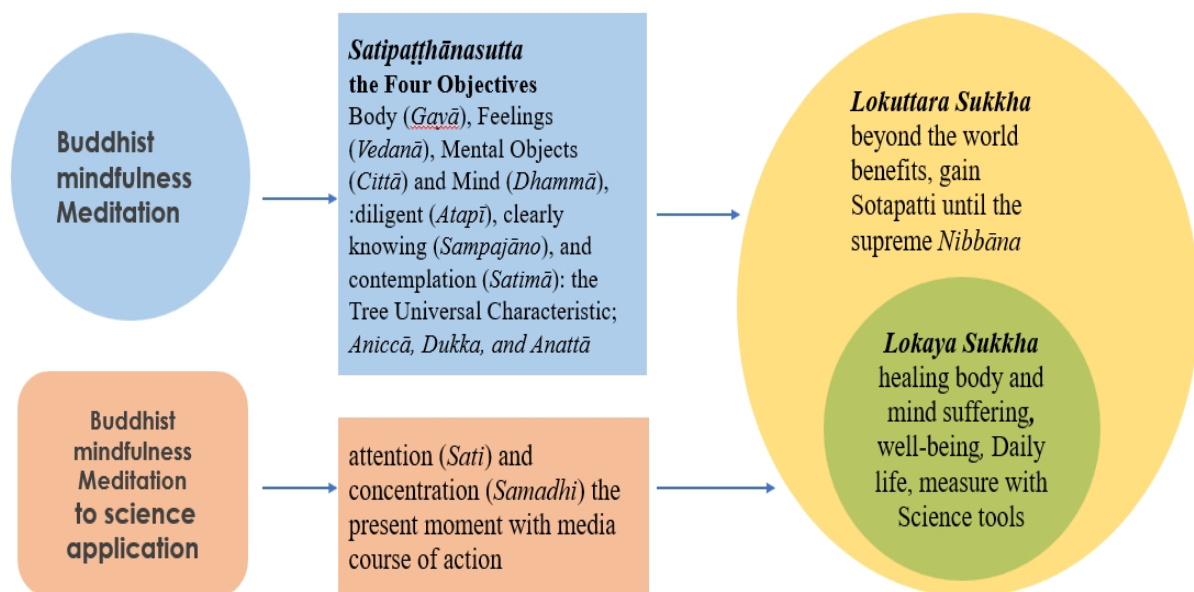 Buddhist
mindfulness
Meditation
Satipaṭṭhānasutta
the Four Objectives
Body (Gayā), Feelings
(Vedanā), Mental Objects
(Cittā) and Mind (Dhammā),
:diligent (Atapī), clearly
knowing (Sampajāno), and
contemplation (Satimā): the
Tree Universal Characteristic;
Aniccā, Dukka, and Anattā
Lokuttara Sukkha
beyond the world
benefits, gain
Sotapatti until the
supreme Nibbāna
Lokaya Sukkha
healing body and
mind suffering,
well-being, Daily
life, measure with
Science tools
Buddhist
mindfulness
Meditation
to science
application
attention (Sati) and
concentration (Samadhi) the
present moment with media
course of action